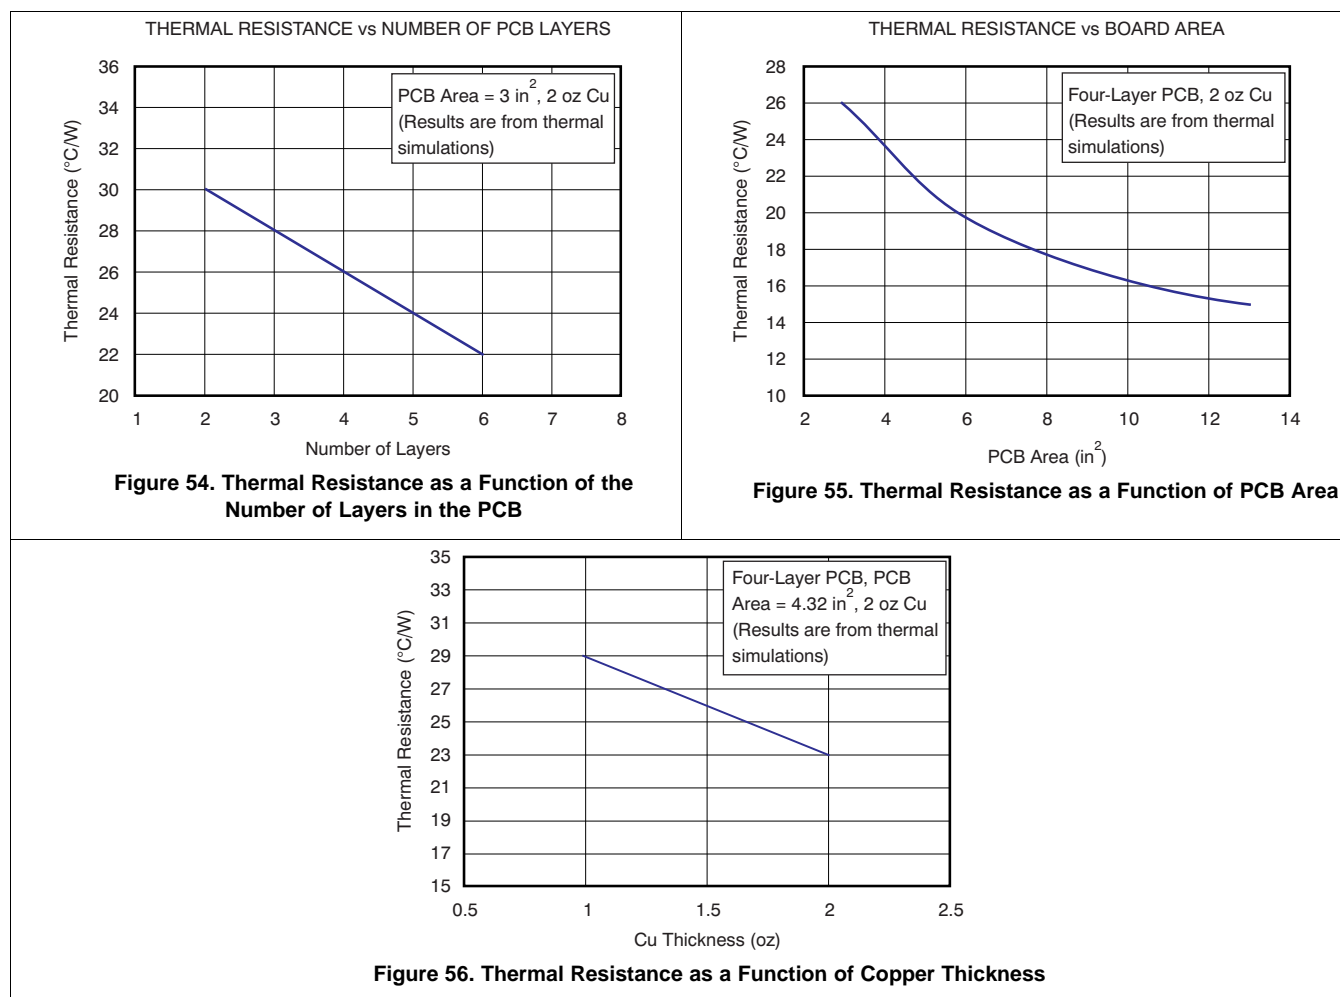 THERMAL RESISTANCE vs NUMBER OF PCB LAYERS
Thermal Resistance (°C/W)
36
34
32
30
28
26
24
22
20
PCB Area = 3 in², 2 oz Cu
(Results are from thermal
simulations)
1 2 3 4 5 6 7 8
Number of Layers
Figure 54. Thermal Resistance as a Function of the
Number of Layers in the PCB
THERMAL RESISTANCE vs BOARD AREA
Thermal Resistance (°C/W)
28
26
24
22
20
18
16
14
12
10
Four-Layer PCB, 2 oz Cu
(Results are from thermal
simulations)
2 4 6 8 10 12 14
PCB Area (in²)
Figure 55. Thermal Resistance as a Function of PCB Area
Thermal Resistance (°C/W)
35
33
31
29
27
25
23
21
19
17
15
Four-Layer PCB, PCB
Area = 4.32 in², 2 oz Cu
(Results are from thermal
simulations)
0.5 1 1.5 2 2.5
Cu Thickness (oz)
Figure 56. Thermal Resistance as a Function of Copper Thickness